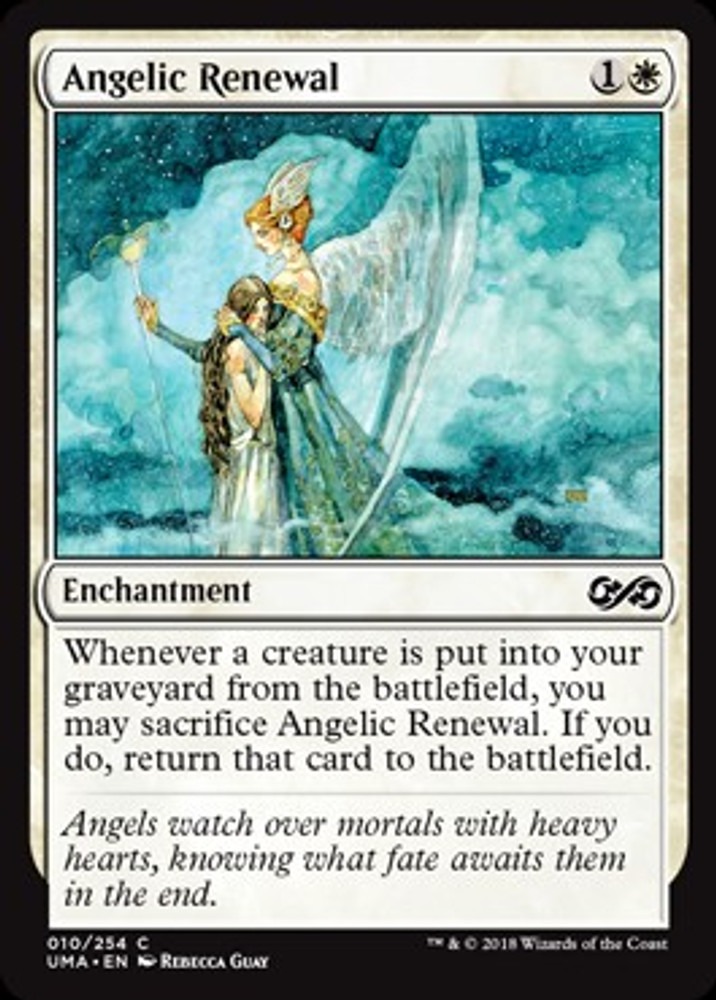 Angelic Renewal 1
Enchantment
Whenever a creature is put into your
graveyard from the battlefield, you
may sacrifice Angelic Renewal. If you
do, return that card to the battlefield.
Angels watch over mortals with heavy
hearts, knowing what fate awaits them
in the end.
010/254 C
™ & © 2018 Wizards of the Coast
UMA • EN Rebecca Guay